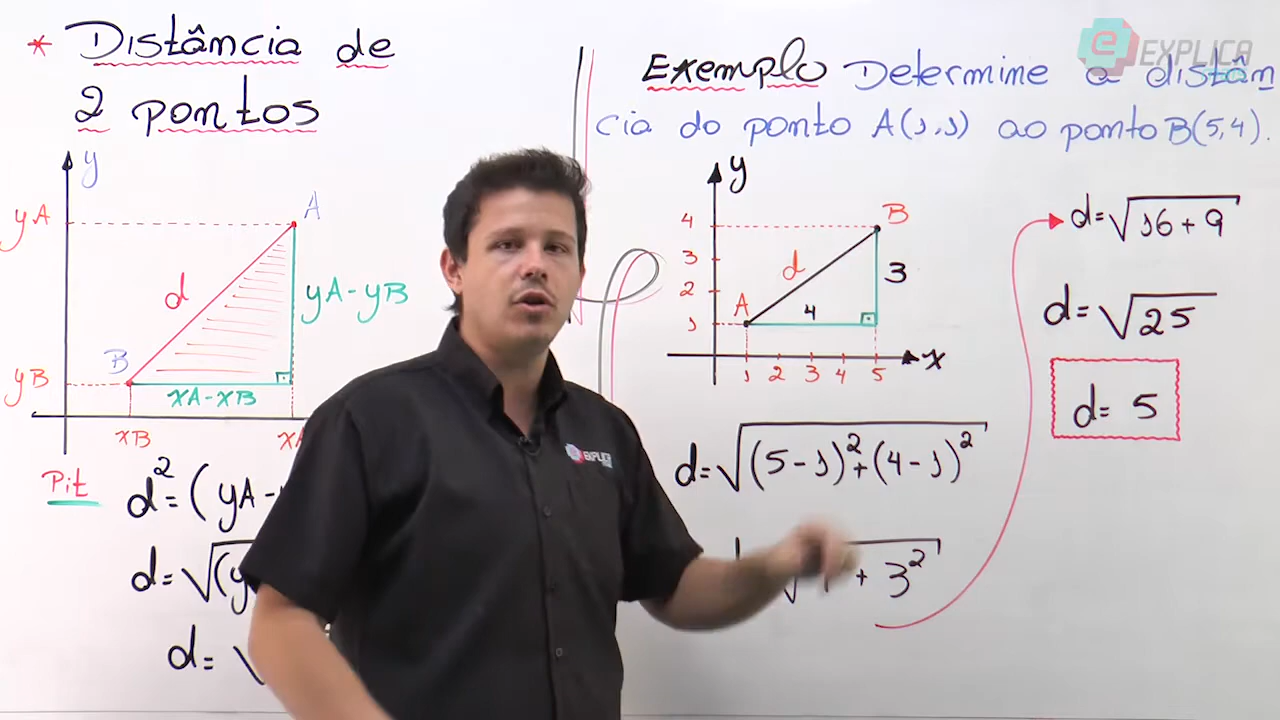 * Distância de
2 pontos
y
yA
A
d
yA-yB
B
yB
xA-xB
xB
xA
Pit
d²=(yA-
d=√(y
d=√
EXPLICA
Exemplo Determine a distân
cia do ponto A(1,1) ao ponto B(5,4).
y
4
B
3
d
3
2
A
4
1
x
1 2 3 4 5
d=√(5-1)²+(4-1)²
+ 3²
d=√16+9
d=√25
d= 5